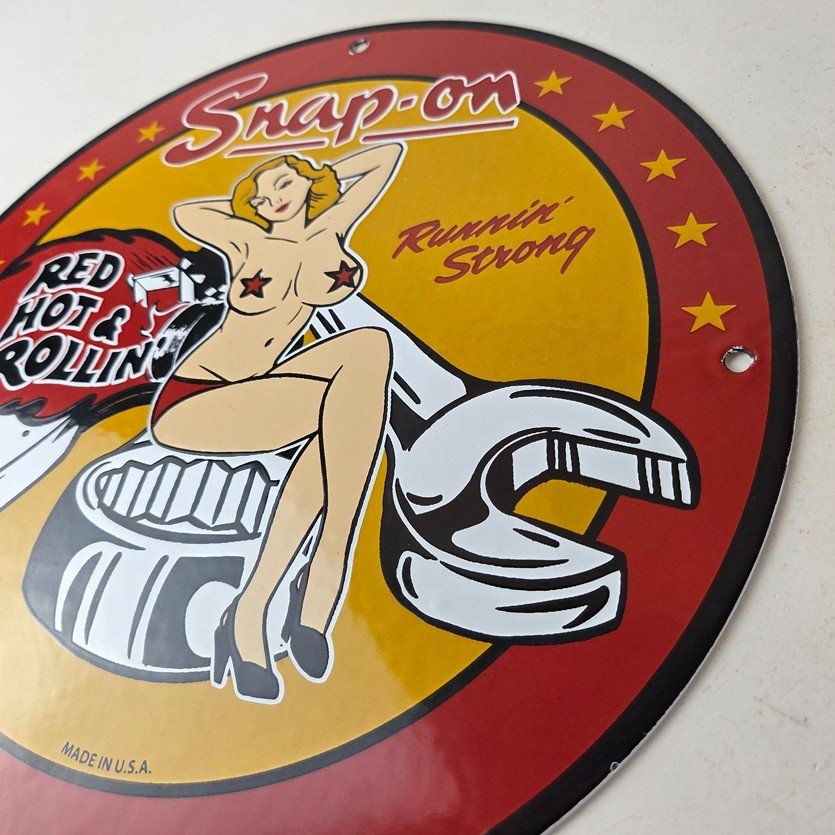 Snap-on
Runnin'
Strong
RED
HOT &
ROLLIN'
MADE IN U.S.A.